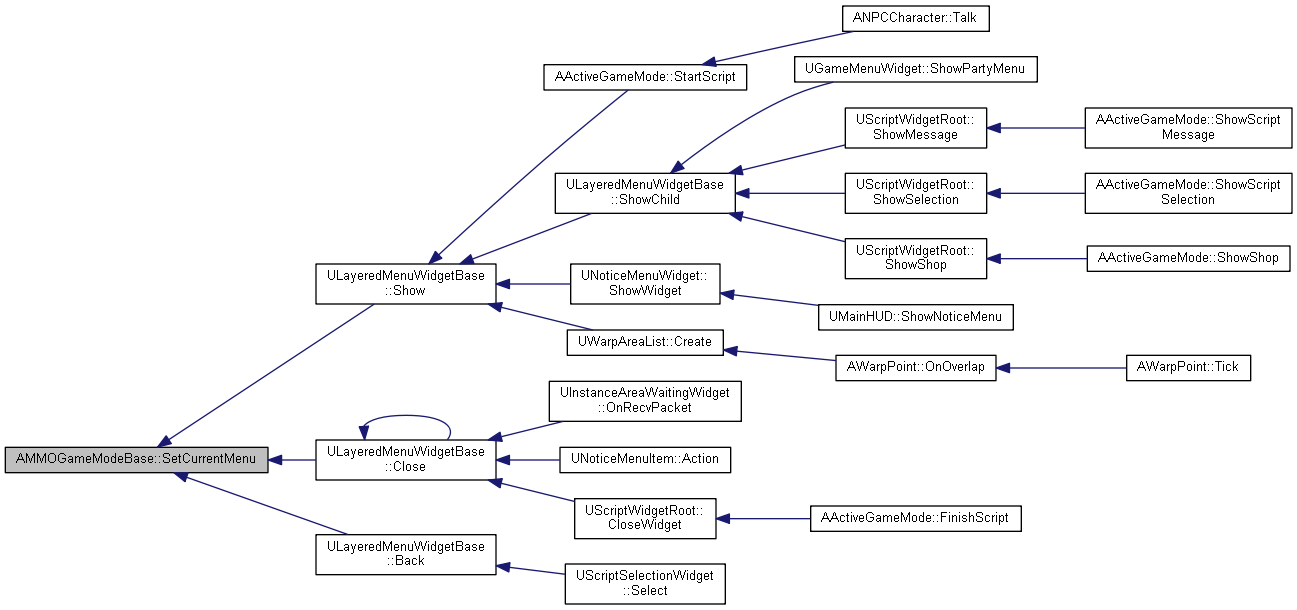 ANPCCharacter::Talk
AActiveGameMode::StartScript
UGameMenuWidget::ShowPartyMenu
UScriptWidgetRoot::
ShowMessage
AActiveGameMode::ShowScript
Message
ULayeredMenuWidgetBase
::ShowChild
UScriptWidgetRoot::
ShowSelection
AActiveGameMode::ShowScript
Selection
UScriptWidgetRoot::
ShowShop
AActiveGameMode::ShowShop
ULayeredMenuWidgetBase
::Show
UNoticeMenuWidget::
ShowWidget
UMainHUD::ShowNoticeMenu
UWarpAreaList::Create
AWarpPoint::OnOverlap
AWarpPoint::Tick
UInstanceAreaWaitingWidget
::OnRecvPacket
AMMOGameModeBase::SetCurrentMenu
ULayeredMenuWidgetBase
::Close
UNoticeMenuItem::Action
UScriptWidgetRoot::
CloseWidget
AActiveGameMode::FinishScript
ULayeredMenuWidgetBase
::Back
UScriptSelectionWidget
::Select